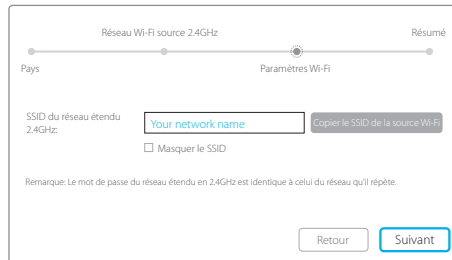 Réseau Wi-Fi source 2.4GHz
Résumé
Pays
Paramètres Wi-Fi
SSID du réseau étendu
2.4GHz:
Your network name
Copier le SSID de la source Wi-Fi
Masquer le SSID
Remarque: Le mot de passe du réseau étendu en 2.4GHz est identique à celui du réseau qu'il répète.
Retour
Suivant